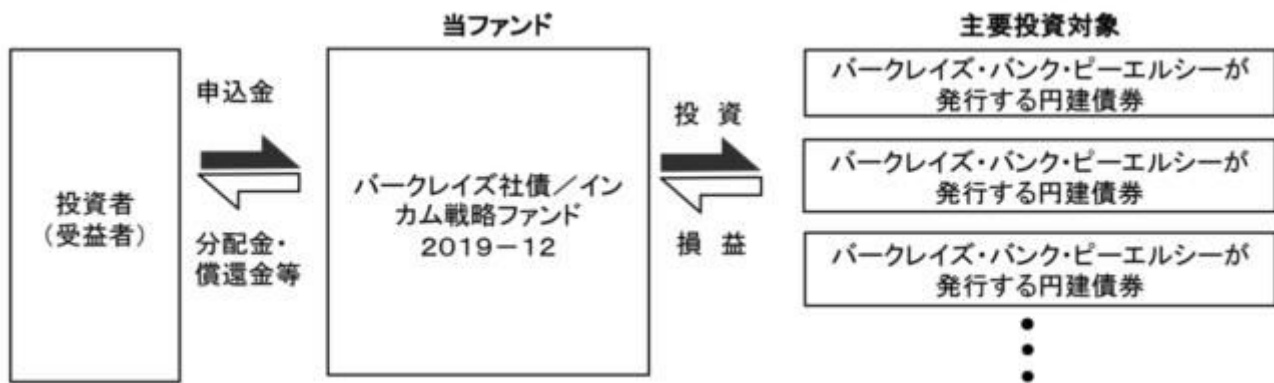 当ファンド
主要投資対象
投資者
（受益者）
申込金
分配金・
償還金等
バークレイズ社債／イン
カム戦略ファンド
２０１９－１２
投　資
損　益
バークレイズ・バンク・ピーエルシーが
発行する円建債券
バークレイズ・バンク・ピーエルシーが
発行する円建債券
バークレイズ・バンク・ピーエルシーが
発行する円建債券